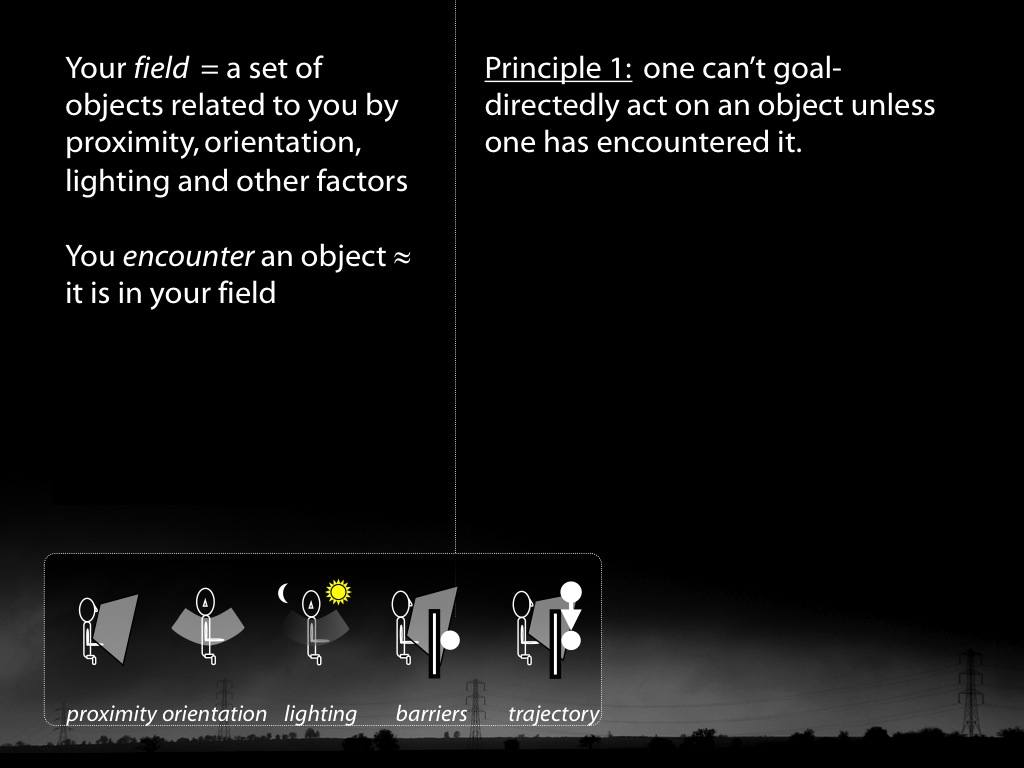 Your field = a set of
objects related to you by
proximity, orientation,
lighting and other factors
You encounter an object ≈
it is in your field
Principle 1: one can’t goal-
directedly act on an object unless
one has encountered it.
proximity orientation lighting barriers trajectory